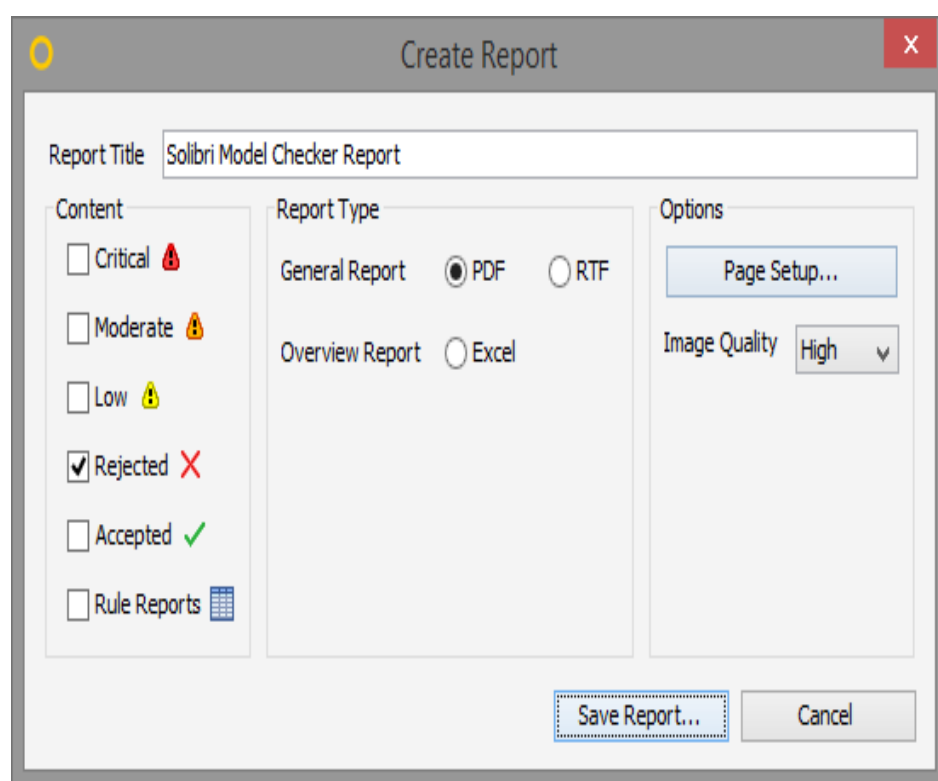 Create Report
x
Report Title Solibri Model Checker Report
Content
Critical
Moderate
Low
Rejected
Accepted
Rule Reports
Report Type
General Report PDF RTF
Overview Report Excel
Options
Page Setup...
Image Quality High
Save Report... Cancel